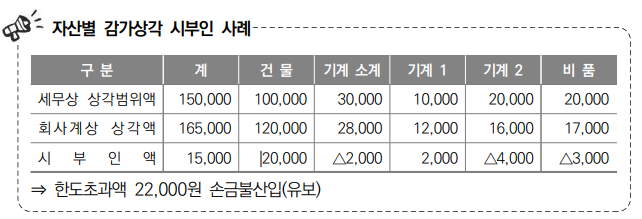 자산별 감가상각 시부인 사례
구 분 계 건 물 기계 소계 기계 1 기계 2 비 품
세무상 상각범위액 150,000 100,000 30,000 10,000 20,000 20,000
회사계상 상각액 165,000 120,000 28,000 12,000 16,000 17,000
시 부 인 액 15,000 |20,000 △2,000 2,000 △4,000 △3,000
⇒ 한도초과액 22,000원 손금불산입(유보)